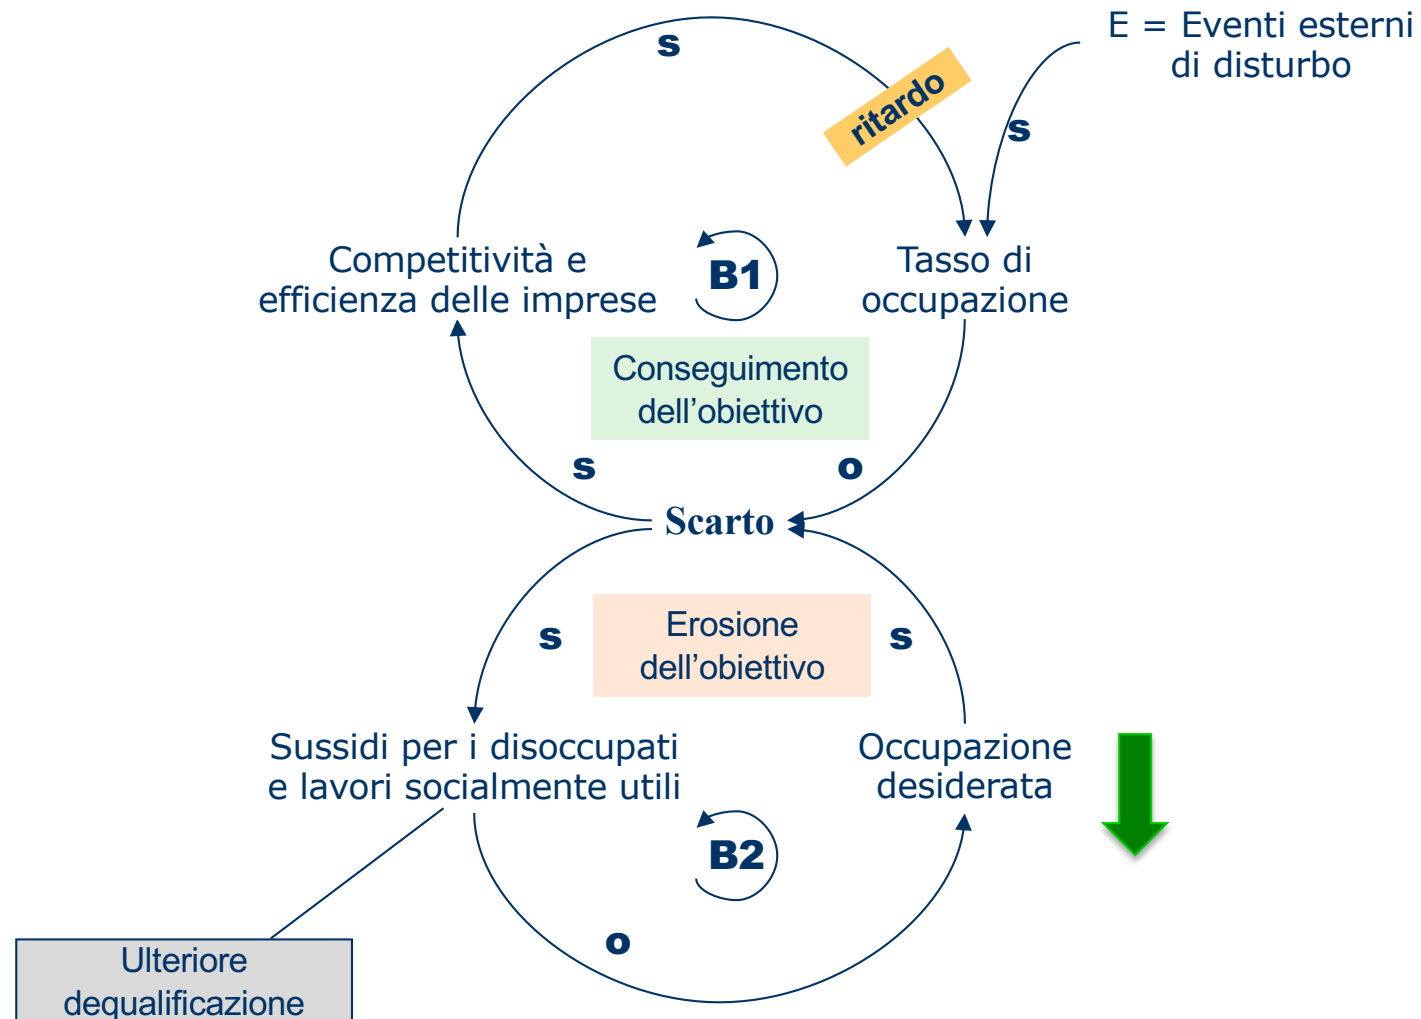 s
E = Eventi esterni
di disturbo
ritardo
s
Competitività e
efficienza delle imprese
B1
Tasso di
occupazione
Conseguimento
dell’obiettivo
s
o
Scarto
s
Erosione
dell’obiettivo
s
Sussidi per i disoccupati
e lavori socialmente utili
Occupazione
desiderata
B2
o
Ulteriore
dequalificazione